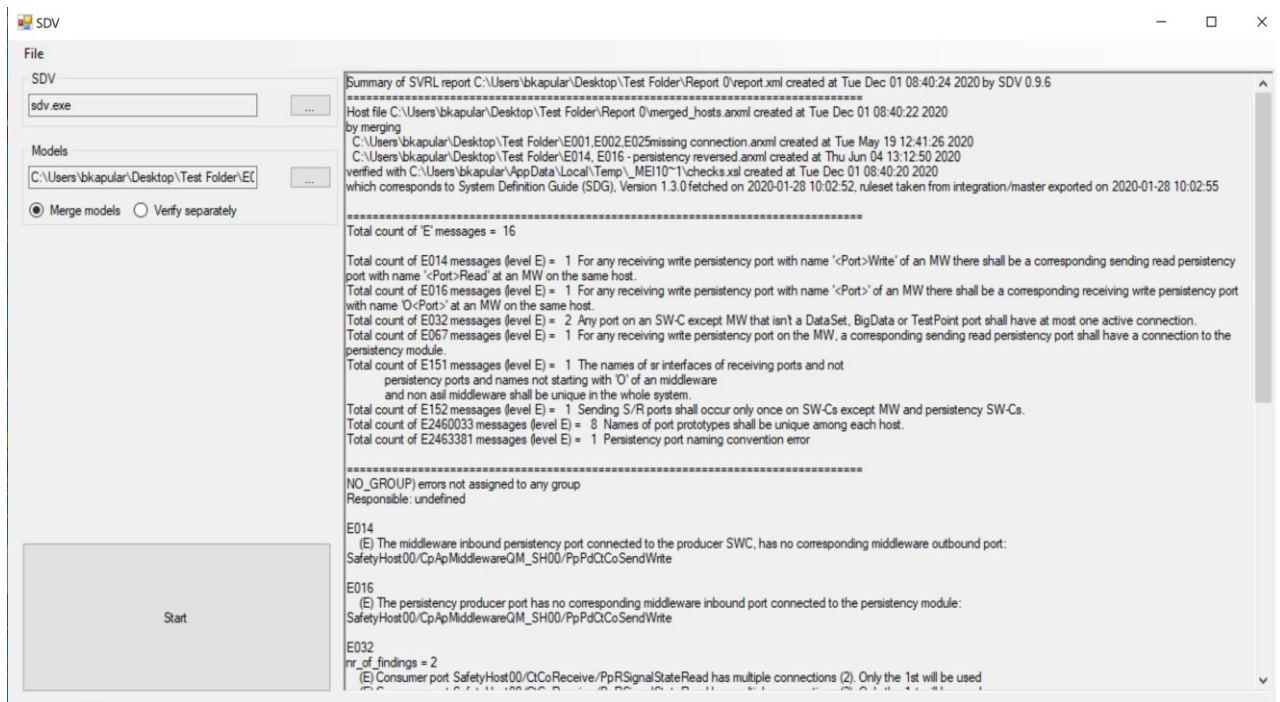 SDV
File
SDV
sdv.exe
...
Models
C:\Users\bkapular\Desktop\Test Folder\E(
...
Merge models
Verify separately
Start
Summary of SVRL report C:\Users\bkapular\Desktop\Test Folder\Report 0\report.xml created at Tue Dec 01 08:40:24 2020 by SDV 0.9.6
================================================================================
Host file C:\Users\bkapular\Desktop\Test Folder\Report 0\merged_hosts.arxml created at Tue Dec 01 08:40:22 2020
by merging
C:\Users\bkapular\Desktop\Test Folder\E001,E002,E025missing connection.arxml created at Tue May 19 12:41:26 2020
C:\Users\bkapular\Desktop\Test Folder\E014, E016 - persistency reversed.arxml created at Thu Jun 04 13:12:50 2020
verified with C:\Users\bkapular\AppData\Local\Temp\_MEI10~1\checks.xsl created at Tue Dec 01 08:40:20 2020
which corresponds to System Definition Guide (SDG), Version 1.3.0 fetched on 2020-01-28 10:02:52, ruleset taken from integration/master exported on 2020-01-28 10:02:55
================================================================================
Total count of 'E' messages = 16
Total count of E014 messages (level E) = 1 For any receiving write persistency port with name '<Port>Write' of an MW there shall be a corresponding sending read persistency
port with name '<Port>Read' at an MW on the same host.
Total count of E016 messages (level E) = 1 For any receiving write persistency port with name '<Port>' of an MW there shall be a corresponding receiving write persistency port
with name 'O<Port>' at an MW on the same host.
Total count of E032 messages (level E) = 2 Any port on an SW-C except MW that isn't a DataSet, BigData or TestPoint port shall have at most one active connection.
Total count of E067 messages (level E) = 1 For any receiving write persistency port on the MW, a corresponding sending read persistency port shall have a connection to the
persistency module.
Total count of E151 messages (level E) = 1 The names of sr interfaces of receiving ports and not
persistency ports and names not starting with 'O' of an middleware
and non asil middleware shall be unique in the whole system.
Total count of E152 messages (level E) = 1 Sending S/R ports shall occur only once on SW-Cs except MW and persistency SW-Cs.
Total count of E2460033 messages (level E) = 8 Names of port prototypes shall be unique among each host.
Total count of E2463381 messages (level E) = 1 Persistency port naming convention error
================================================================================
NO_GROUP) errors not assigned to any group
Responsible: undefined
E014
(E) The middleware inbound persistency port connected to the producer SWC, has no corresponding middleware outbound port:
SafetyHost00/CpApMiddlewareQM_SH00/PpPdCtCoSendWrite
E016
(E) The persistency producer port has no corresponding middleware inbound port connected to the persistency module:
SafetyHost00/CpApMiddlewareQM_SH00/PpPdCtCoSendWrite
E032
nr_of_findings = 2
(E) Consumer port SafetyHost00/CtCoReceive/PpRSignalStateRead has multiple connections (2). Only the 1st will be used